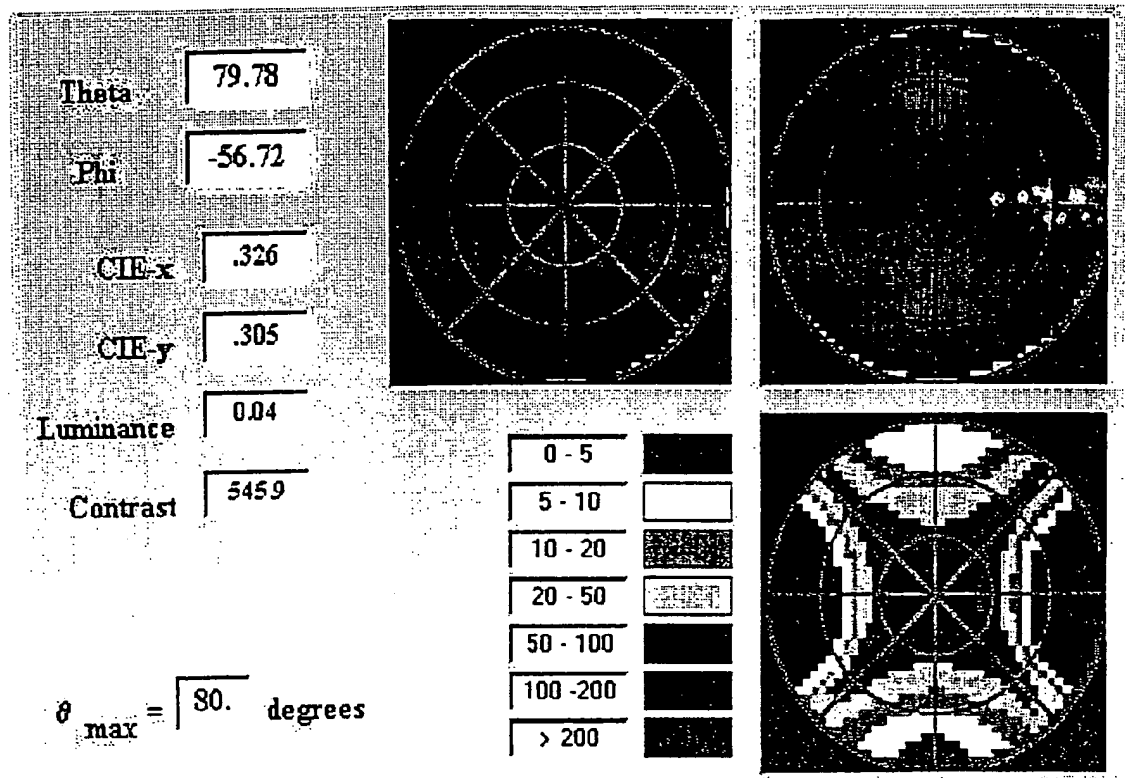 Theta 79.78
Phi -56.72
CIE-x .326
CIE-y .305
Luminance 0.04
Contrast 545.9
0 - 5
5 - 10
10 - 20
20 - 50
50 - 100
100 -200
> 200
ϑ max = 80. degrees